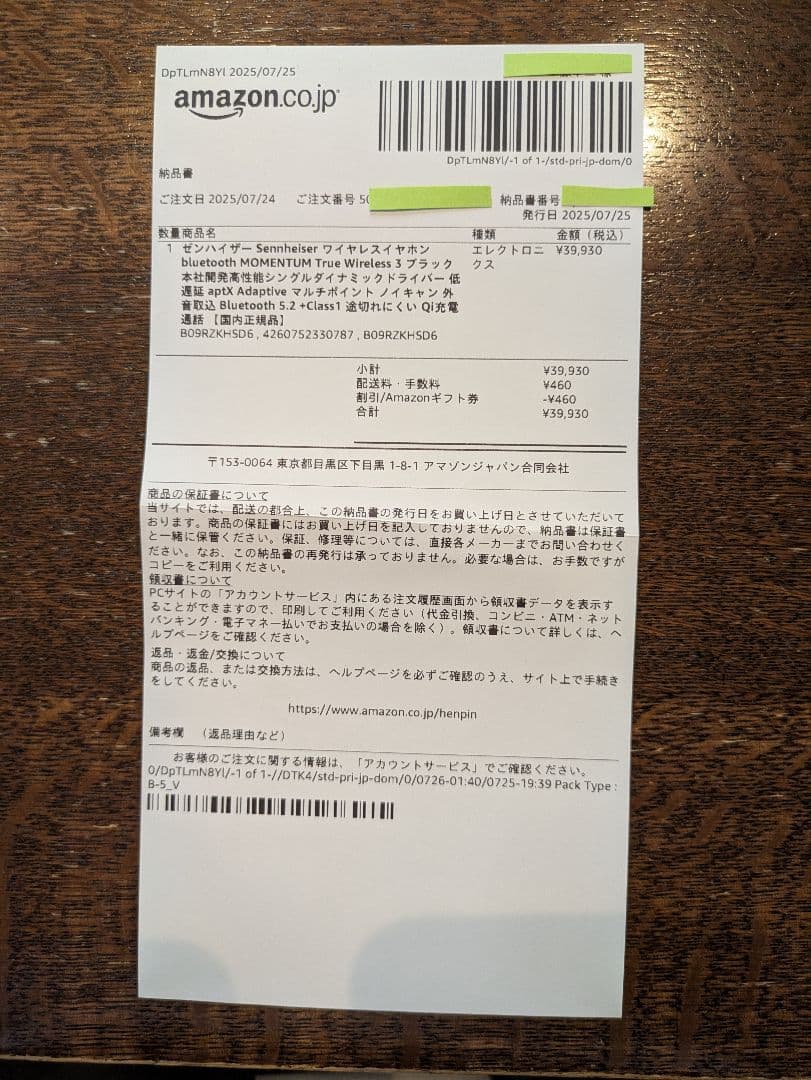 DpTLmN8Yl 2025/07/25
amazon.co.jp
DpTLmN8Yl/-1 of 1-/std-pri-jp-dom/0
納品書
ご注文日 2025/07/24 ご注文番号 50 納品書番号
発行日 2025/07/25
数量 商品名 種類 金額（税込）
1 ゼンハイザー Sennheiser ワイヤレスイヤホン エレクトロニ ¥39,930
bluetooth MOMENTUM True Wireless 3 ブラック クス
本社開発高性能シングルダイナミックドライバー 低
遅延 aptX Adaptive マルチポイント ノイキャン 外
音取込 Bluetooth 5.2 +Class1 途切れにくい Qi充電
通話 【国内正規品】
B09RZKHSD6 , 4260752330787 , B09RZKHSD6
小計 ¥39,930
配送料・手数料 ¥460
割引/Amazonギフト券 -¥460
合計 ¥39,930
〒153-0064 東京都目黒区下目黒 1-8-1 アマゾンジャパン合同会社
商品の保証書について
当サイトでは、配送の都合上、この納品書の発行日をお買い上げ日とさせていただいて
おります。商品の保証書にはお買い上げ日を記入しておりませんので、納品書は保証書
と一緒に保管ください。保証、修理等については、直接各メーカーまでお問い合わせく
ださい。なお、この納品書の再発行は承っておりません。必要な場合は、お手数ですが
コピーをご利用ください。
領収書について
PCサイトの「アカウントサービス」内にある注文履歴画面から領収書データを表示す
ることができますので、印刷してご利用ください（代金引換、コンビニ・ATM・ネット
バンキング・電子マネー払いでお支払いの場合を除く）。領収書について詳しくは、ヘ
ルプページをご確認ください。
返品・返金/交換について
商品の返品、または交換方法は、ヘルプページを必ずご確認のうえ、サイト上で手続き
をしてください。
https://www.amazon.co.jp/henpin
備考欄 （返品理由など）
お客様のご注文に関する情報は、「アカウントサービス」でご確認ください。
0/DpTLmN8Yl/-1 of 1-//DTK4/std-pri-jp-dom/0/0726-01:40/0725-19:39 Pack Type :
B-5_V